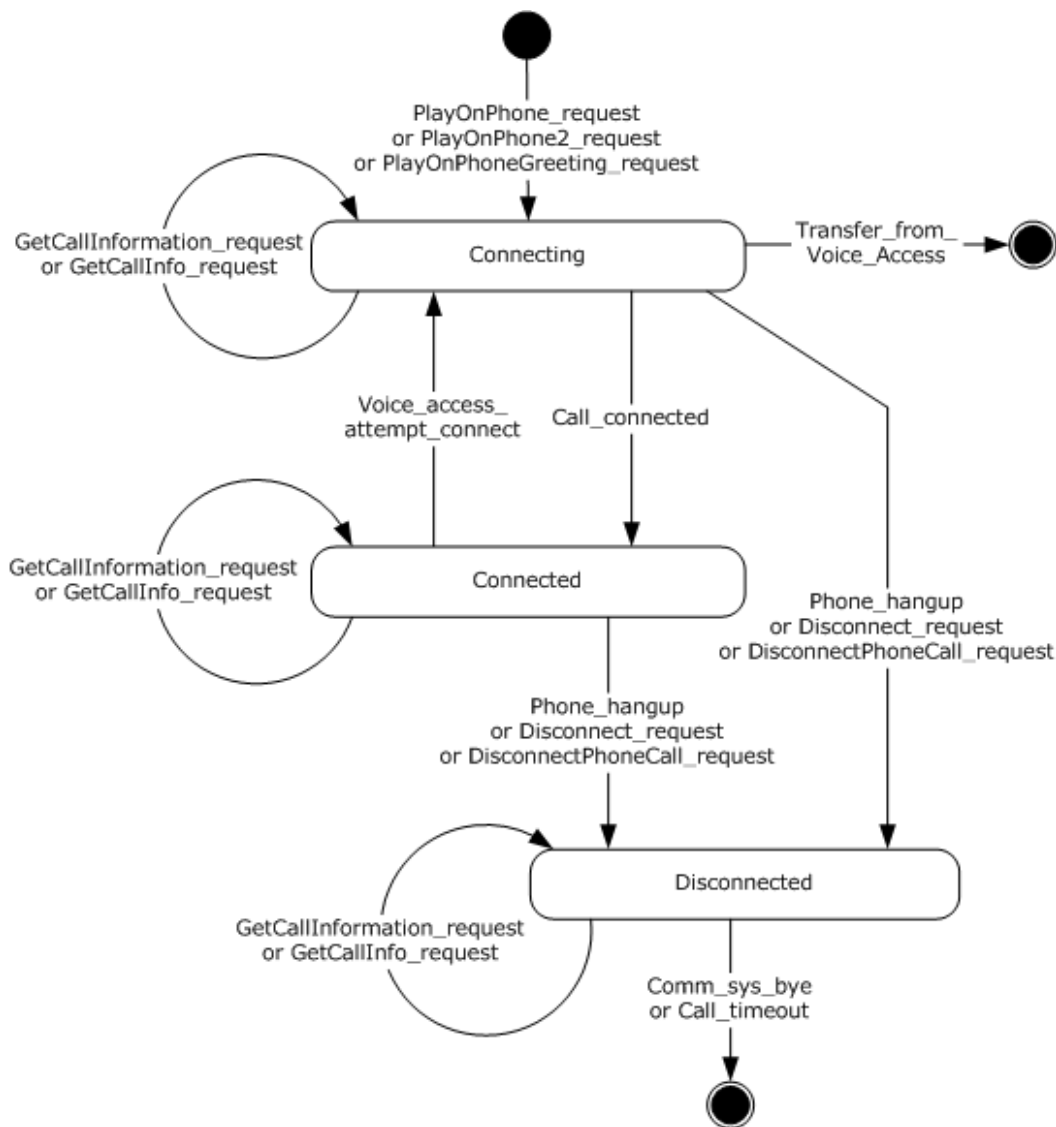 PlayOnPhone_request
or PlayOnPhone2_request
or PlayOnPhoneGreeting_request
GetCallInformation_request
or GetCallInfo_request
Connecting
Transfer_from_
Voice_Access
Voice_access_
attempt_connect
Call_connected
GetCallInformation_request
or GetCallInfo_request
Connected
Phone_hangup
or Disconnect_request
or DisconnectPhoneCall_request
Phone_hangup
or Disconnect_request
or DisconnectPhoneCall_request
Disconnected
GetCallInformation_request
or GetCallInfo_request
Comm_sys_bye
or Call_timeout